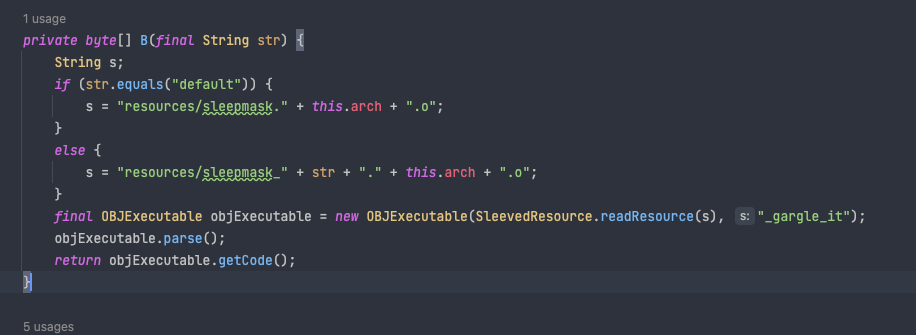 1 usage
private byte[] B(final String str) {
String s;
if (str.equals("default")) {
s = "resources/sleepmask." + this.arch + ".o";
}
else {
s = "resources/sleepmask_" + str + "." + this.arch + ".o";
}
final OBJExecutable objExecutable = new OBJExecutable(SleevedResource.readResource(s), s: "_gargle_it");
objExecutable.parse();
return objExecutable.getCode();
}
5 usages